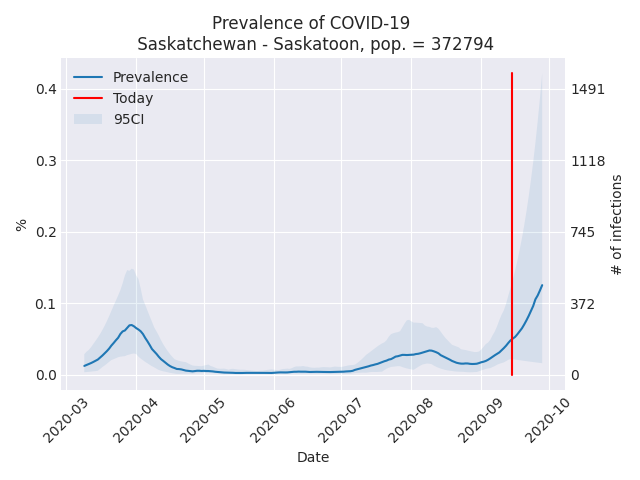 Prevalence of COVID-19
Saskatchewan - Saskatoon, pop. = 372794
Prevalence
Today
95CI
0.4
0.3
0.2
0.1
0.0
%
1491
1118
745
372
0
# of infections
2020-03
2020-04
2020-05
2020-06
2020-07
2020-08
2020-09
2020-10
Date